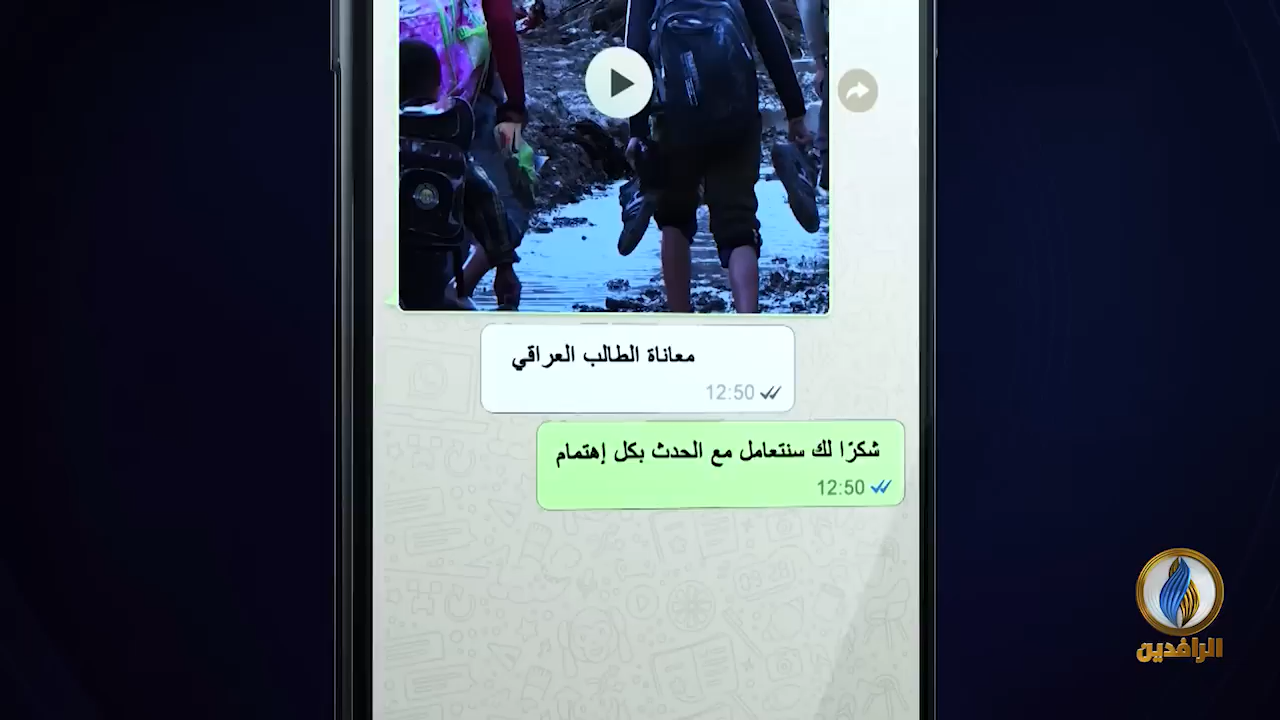 معاناة الطالب العراقي
12:50
شكرًا لك سنتعامل مع الحدث بكل إهتمام
12:50
الرافدين